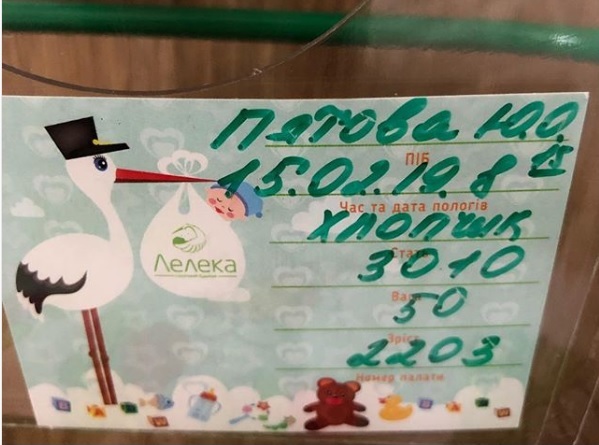 Пятова Ю.О.
ПІБ
15.02.19. 8
Час та дата пологів
хлопчик
Стать
3010
Вага
50
Зріст
2203
Номер палати
Лелека